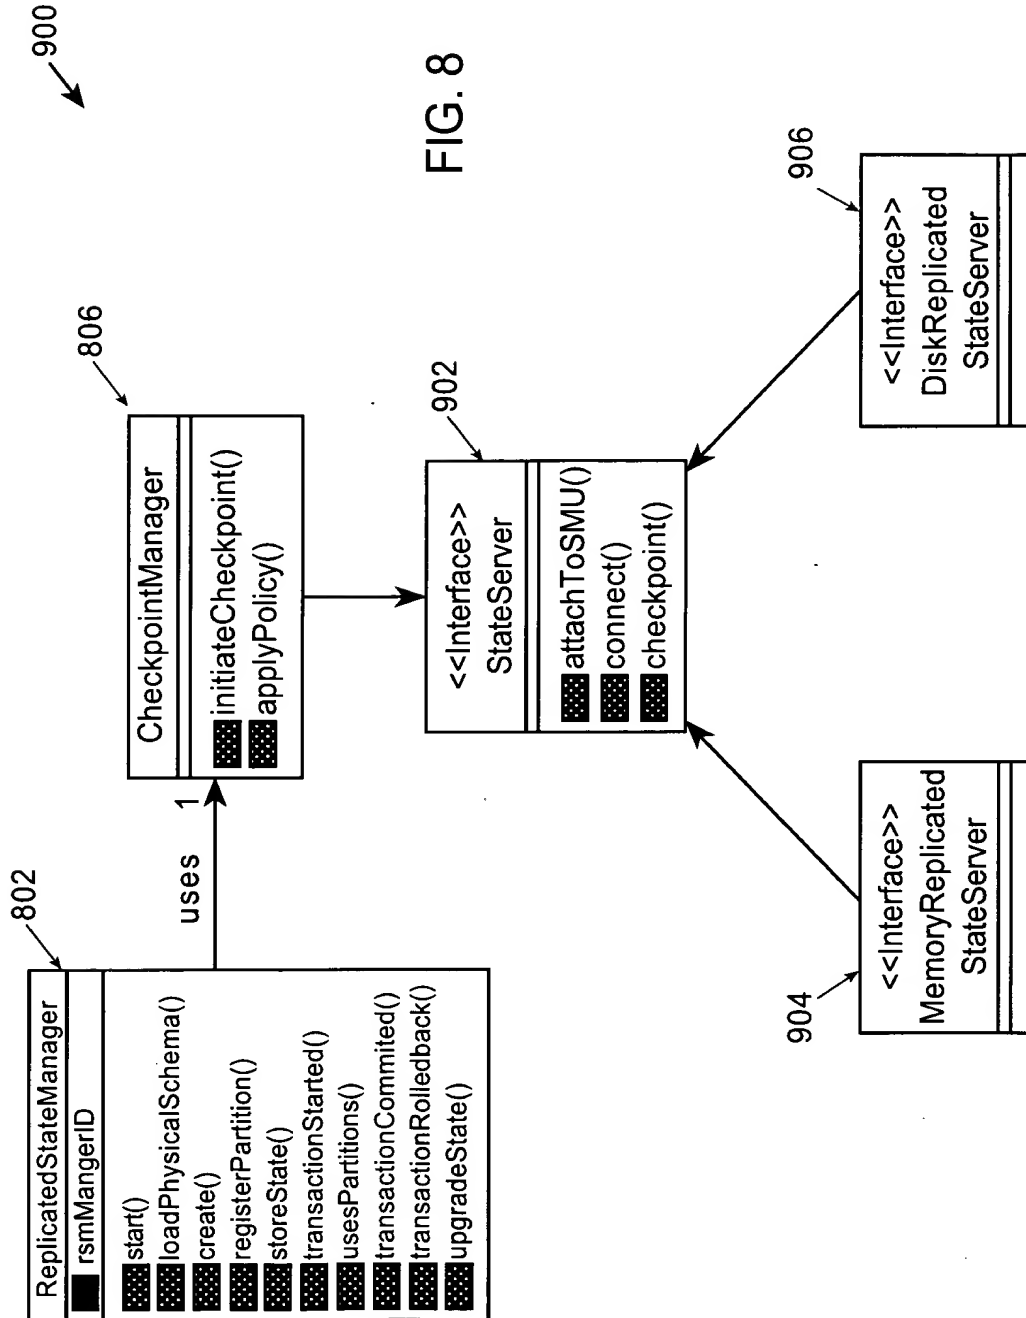 900
802
ReplicatedStateManager
rsmMangerID
start()
loadPhysicalSchema()
create()
registerPartition()
storeState()
transactionStarted()
usesPartitions()
transactionCommited()
transactionRolledback()
upgradeState()
uses
1
806
CheckpointManager
initiateCheckpoint()
applyPolicy()
902
<<Interface>>
StateServer
attachToSMU()
connect()
checkpoint()
904
<<Interface>>
MemoryReplicated
StateServer
906
<<Interface>>
DiskReplicated
StateServer
FIG. 8